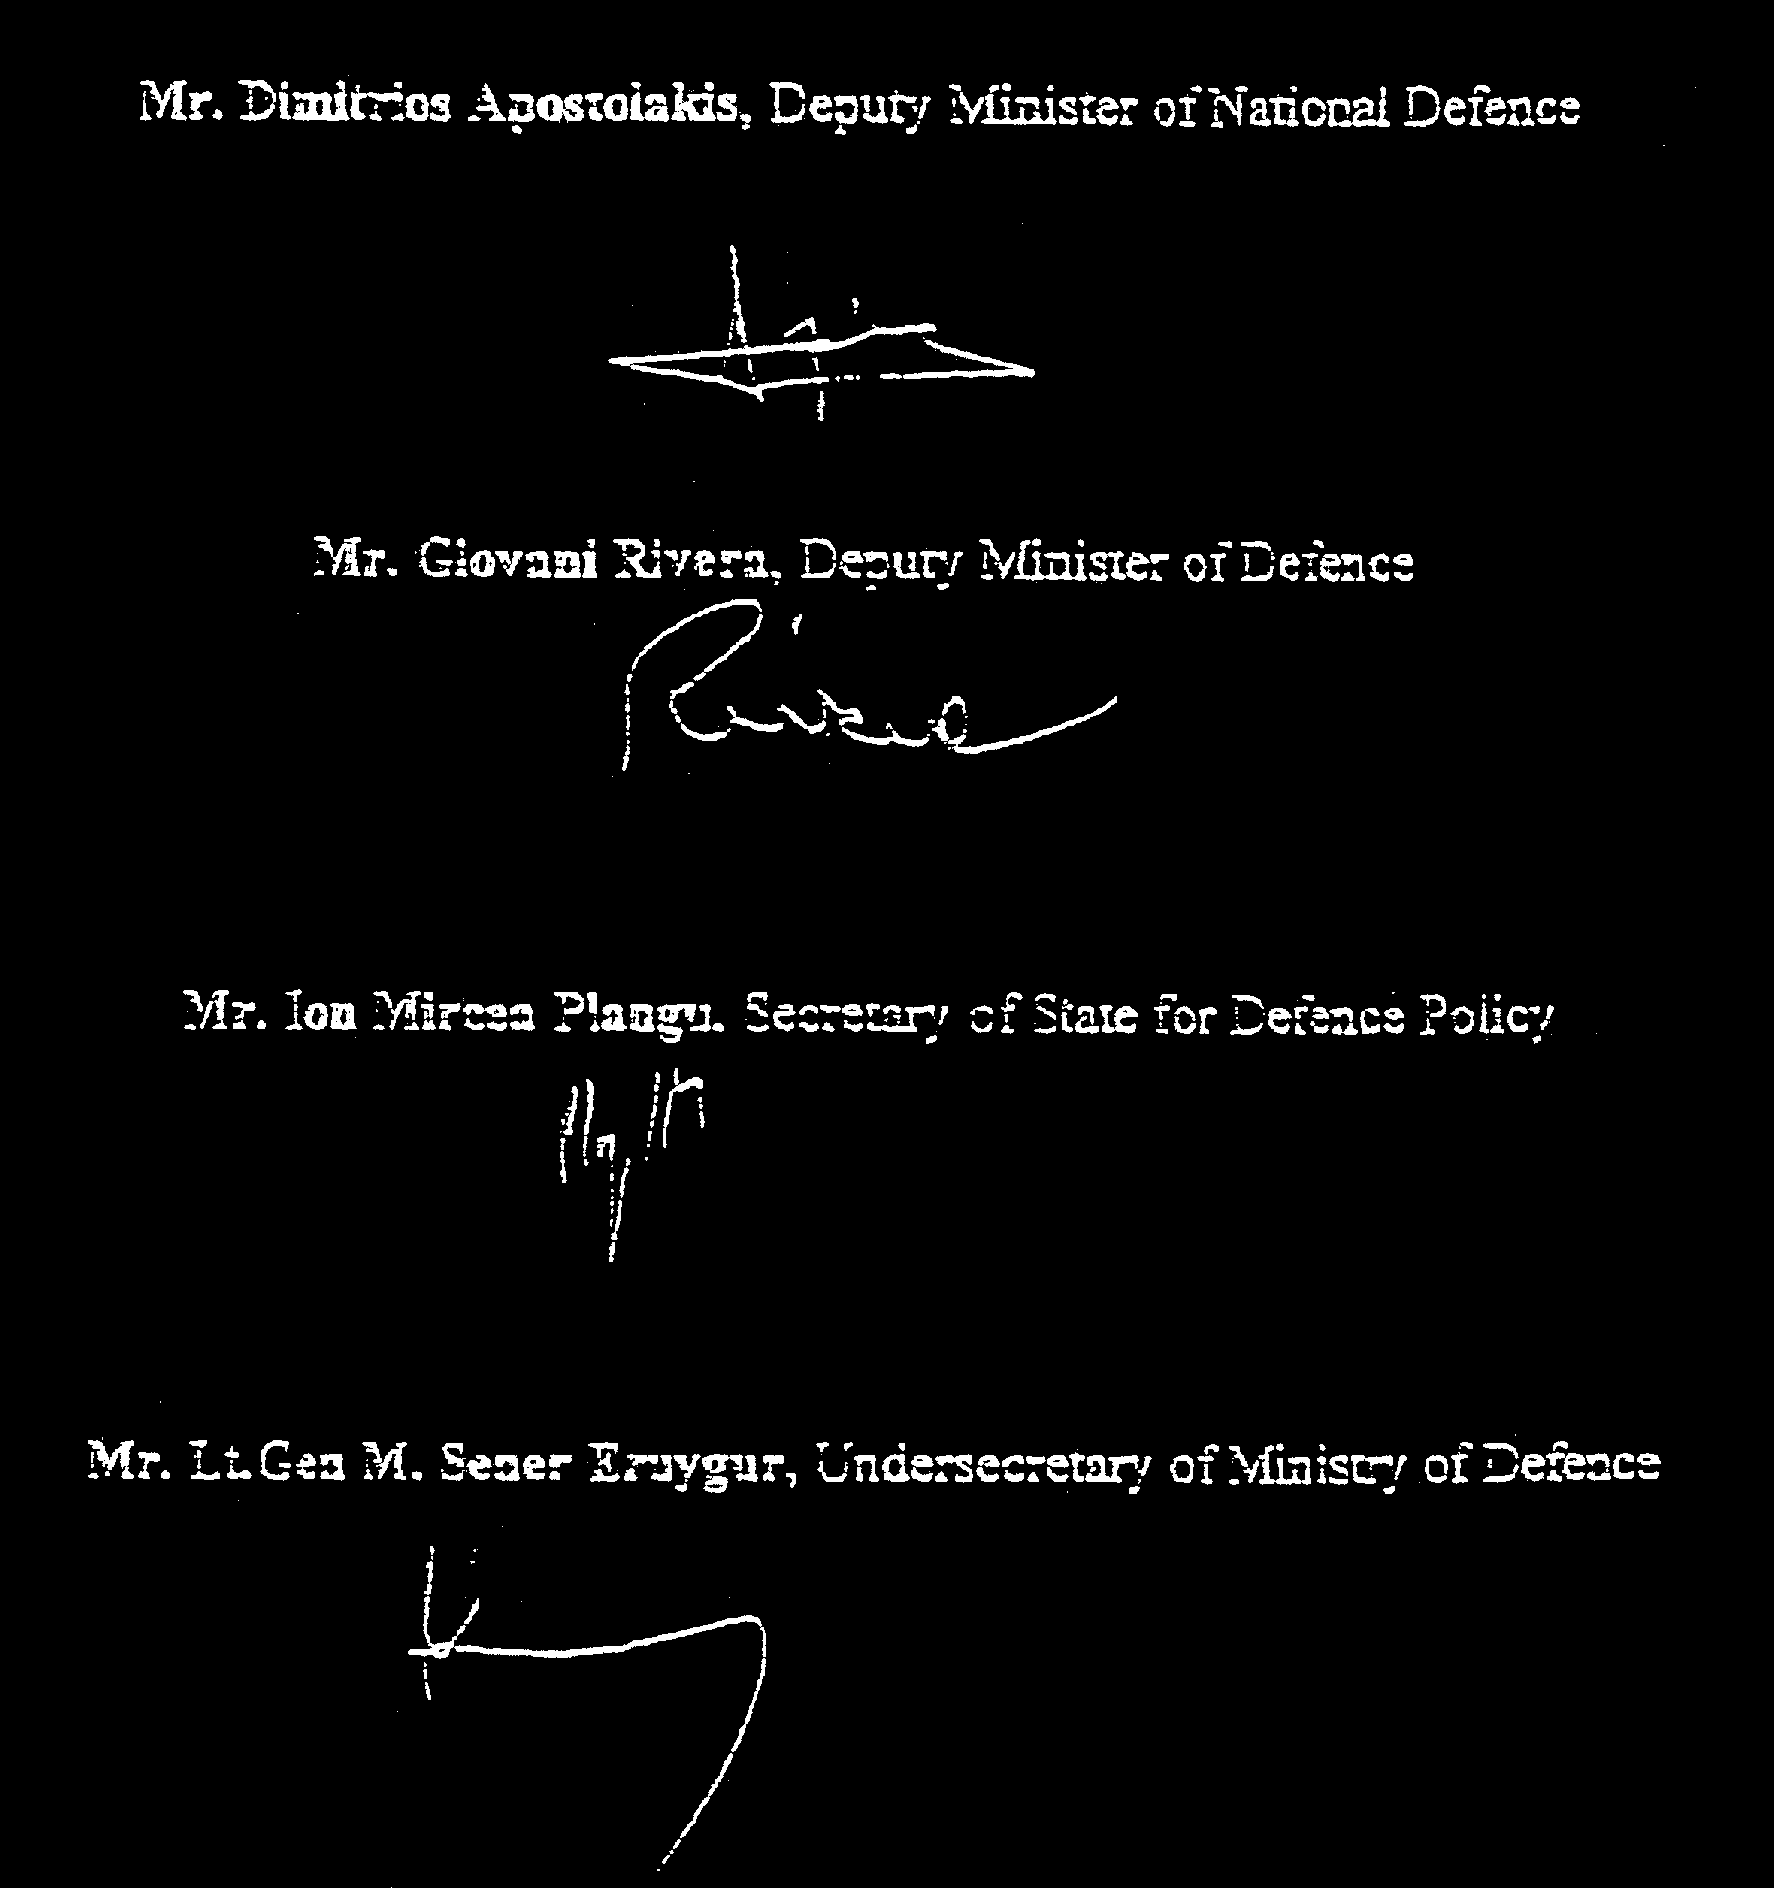 Mr. Dimitrios Apostolakis, Deputy Minister of National Defence
Mr. Giovani Rivera, Deputy Minister of Defence
Mr. Ion Mircea Plangu, Secretary of State for Defence Policy
Mr. Lt.Gen M. Sener Eruygur, Undersecretary of Ministry of Defence